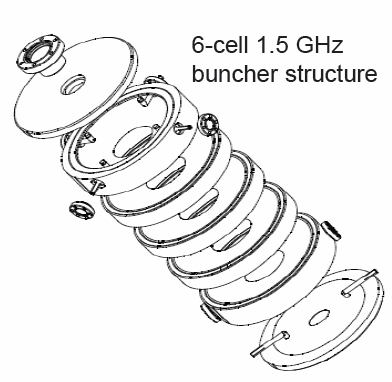 6-cell 1.5 GHz
buncher structure